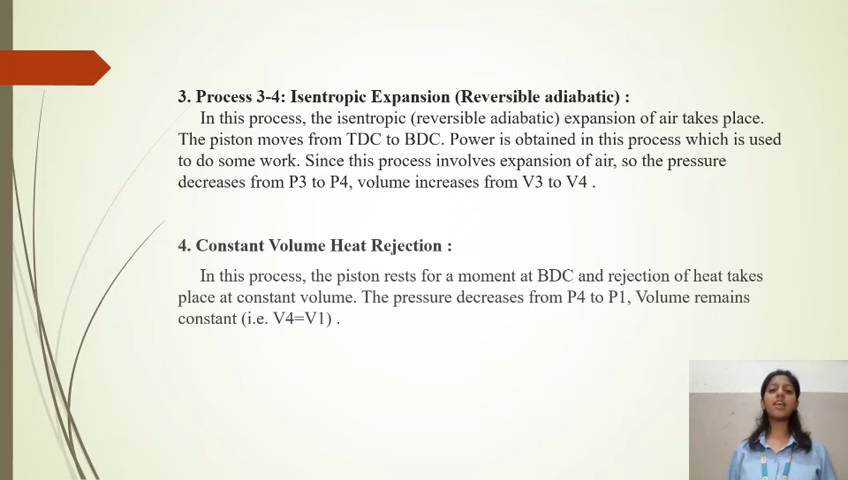 3. Process 3-4: Isentropic Expansion (Reversible adiabatic) :
In this process, the isentropic (reversible adiabatic) expansion of air takes place.
The piston moves from TDC to BDC. Power is obtained in this process which is used
to do some work. Since this process involves expansion of air, so the pressure
decreases from P3 to P4, volume increases from V3 to V4 .
4. Constant Volume Heat Rejection :
In this process, the piston rests for a moment at BDC and rejection of heat takes
place at constant volume. The pressure decreases from P4 to P1, Volume remains
constant (i.e. V4=V1) .